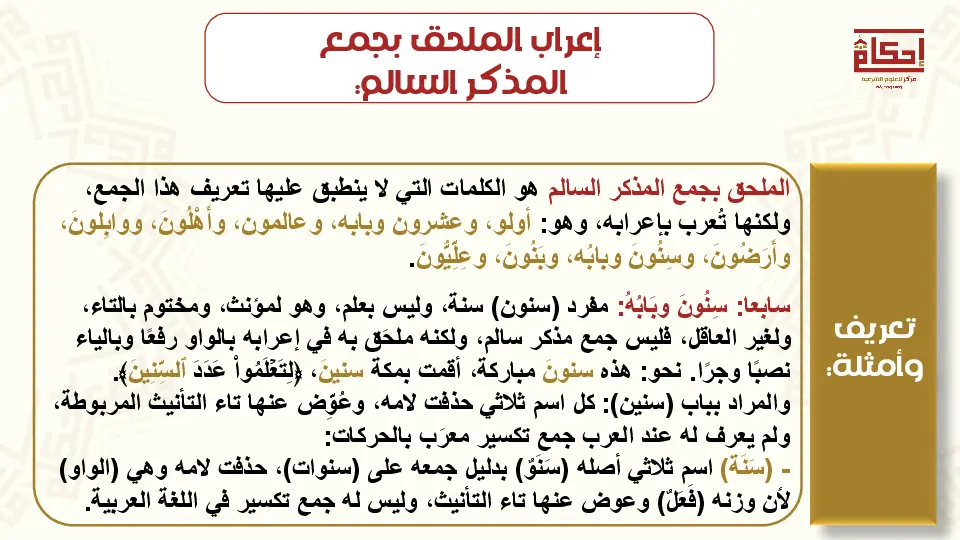 إعراب الملحق بجمع
المذكر السالم:
إحكام
مركز للعلوم الشرعية
الملحق بجمع المذكر السالم هو الكلمات التي لا ينطبق عليها تعريف هذا الجمع،
ولكنها تُعرب بإعرابه، وهو: أولو، وعشرون وبابه، وعالمون، وأهْلُونَ، ووابِلونَ،
وأَرَضُونَ، وسِنُونَ وبابُه، وبَنُونَ، وعِلِّيُّونَ.
سابعا: سِنُونَ وبَابُهُ: مفرد (سنون) سنة، وليس بعلم، وهو لمؤنث، ومختوم بالتاء،
ولغير العاقل، فليس جمع مذكر سالم، ولكنه ملحَق به في إعرابه بالواو رفعًا وبالياء
نصبًا وجرًا. نحو: هذه سنونَ مباركة، أقمت بمكة سنينَ، ﴿لِتَعۡلَمُواْ عَدَدَ ٱلسِّنِينَ﴾.
والمراد بباب (سنين): كل اسم ثلاثي حذفت لامه، وعُوِّض عنها تاء التأنيث المربوطة،
ولم يعرف له عند العرب جمع تكسير معرَب بالحركات:
- (سَنَة) اسم ثلاثي أصله (سَنَوٌ) بدليل جمعه على (سنوات)، حذفت لامه وهي (الواو)
لأن وزنه (فَعَلٌ) وعوض عنها تاء التأنيث، وليس له جمع تكسير في اللغة العربية.
تعريف
وأمثلة: